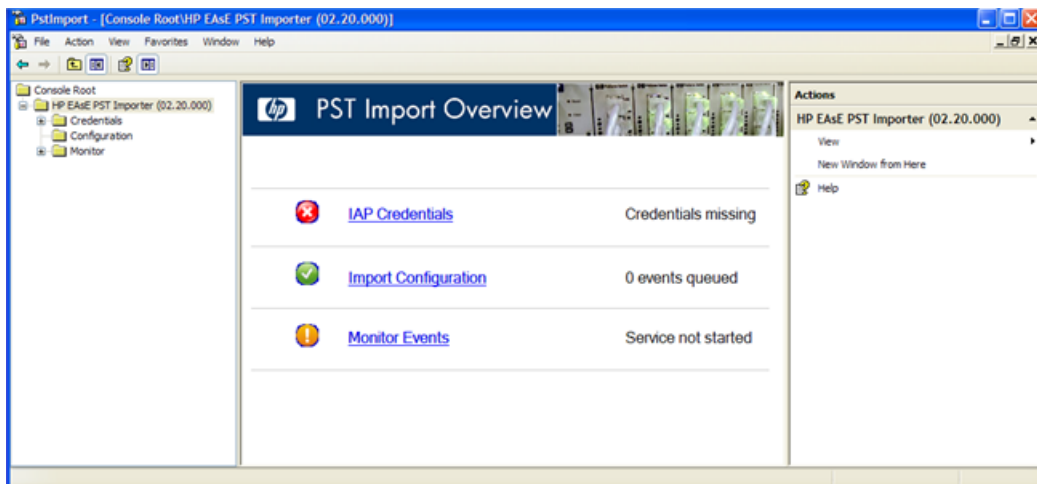 PstImport - [Console Root\HP EAsE PST Importer (02.20.000)]
File Action View Favorites Window Help
Console Root
HP EAsE PST Importer (02.20.000)
Credentials
Configuration
Monitor
hp PST Import Overview
IAP Credentials Credentials missing
Import Configuration 0 events queued
Monitor Events Service not started
Actions
HP EAsE PST Importer (02.20.000)
View
New Window from Here
Help